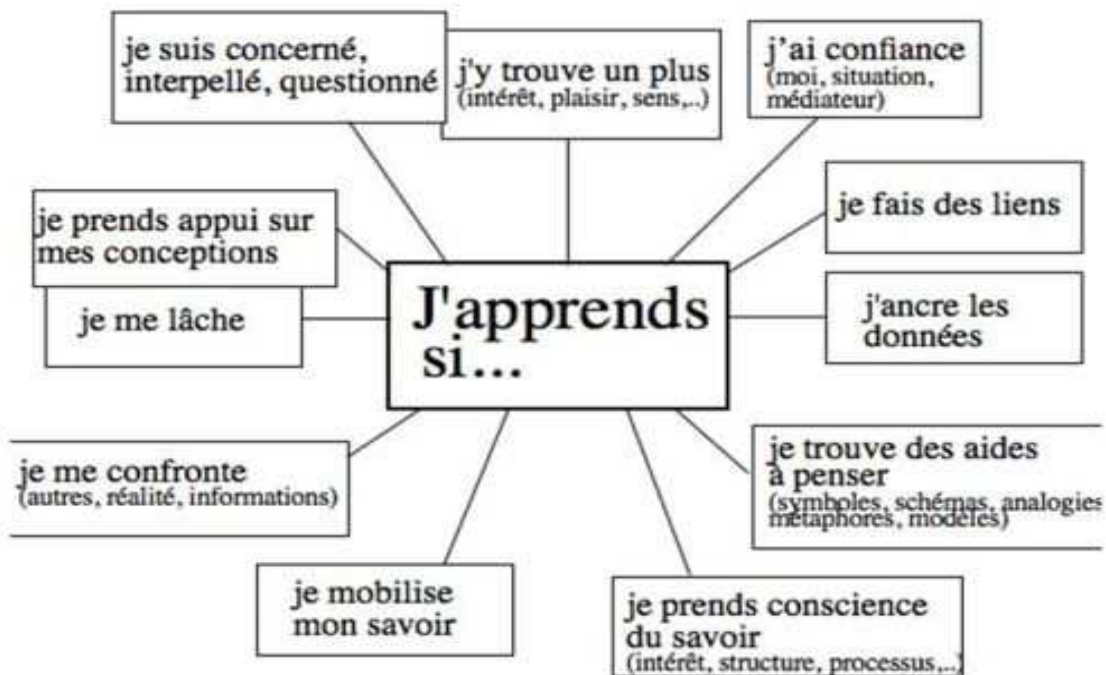 je suis concerné,
interpellé, questionné
j'y trouve un plus
(intérêt, plaisir, sens,..)
j'ai confiance
(moi, situation,
médiateur)
je prends appui sur
mes conceptions
je fais des liens
je me lâche
J'apprends
si...
j'ancre les
données
je me confronte
(autres, réalité, informations)
je trouve des aides
à penser
(symboles, schémas, analogies
métaphores, modèles)
je mobilise
mon savoir
je prends conscience
du savoir
(intérêt, structure, processus,..)